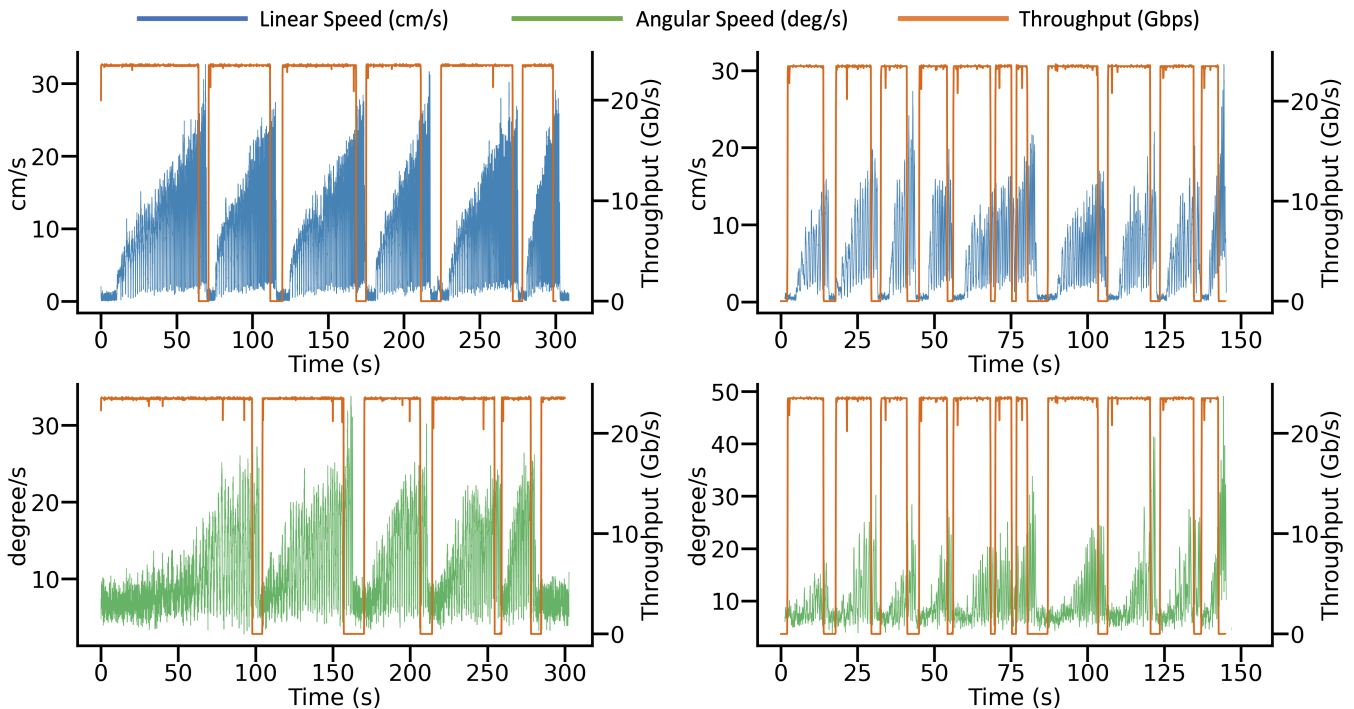 Linear Speed (cm/s) Angular Speed (deg/s) Throughput (Gbps)
30
20
10
0
cm/s
20
10
0
Throughput (Gb/s)
0 50 100 150 200 250 300
Time (s)
30
20
10
0
cm/s
20
10
0
Throughput (Gb/s)
0 25 50 75 100 125 150
Time (s)
30
20
10
degree/s
20
10
0
Throughput (Gb/s)
0 50 100 150 200 250 300
Time (s)
50
40
30
20
10
degree/s
20
10
0
Throughput (Gb/s)
0 25 50 75 100 125 150
Time (s)